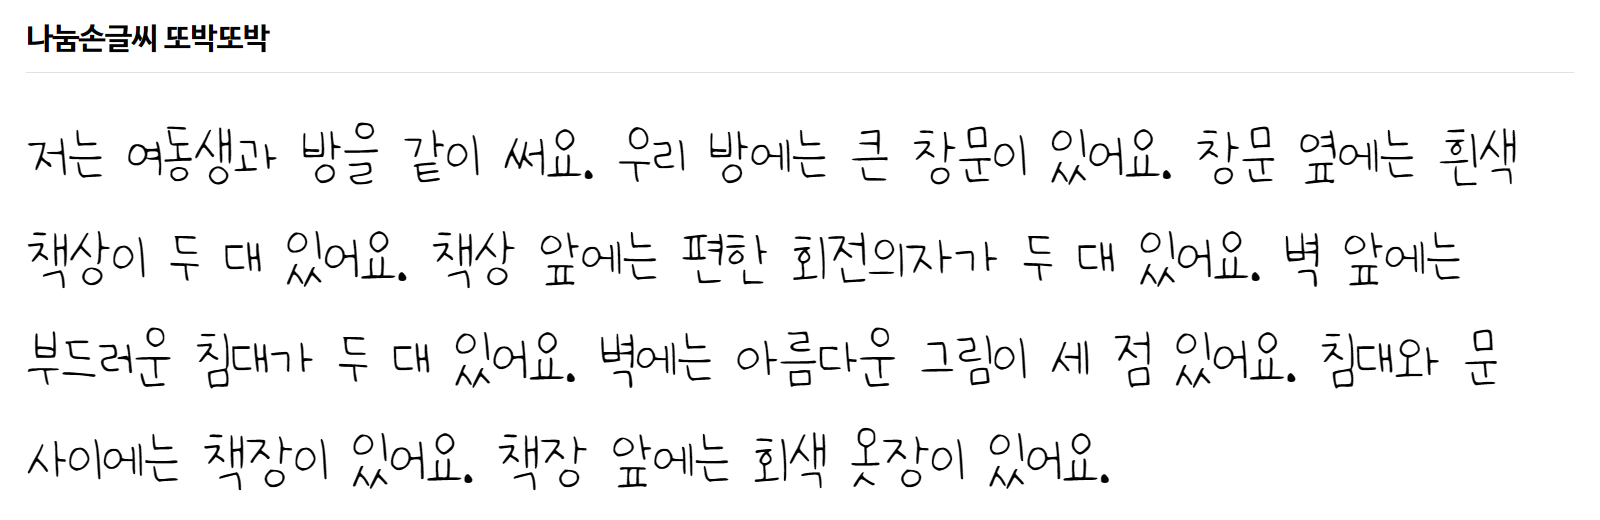 나눔손글씨 또박또박
저는 여동생과 방을 같이 써요. 우리 방에는 큰 창문이 있어요. 창문 옆에는 흰색
책상이 두 대 있어요. 책상 앞에는 편한 회전의자가 두 대 있어요. 벽 앞에는
부드러운 침대가 두 대 있어요. 벽에는 아름다운 그림이 세 점 있어요. 침대와 문
사이에는 책장이 있어요. 책장 앞에는 회색 옷장이 있어요.